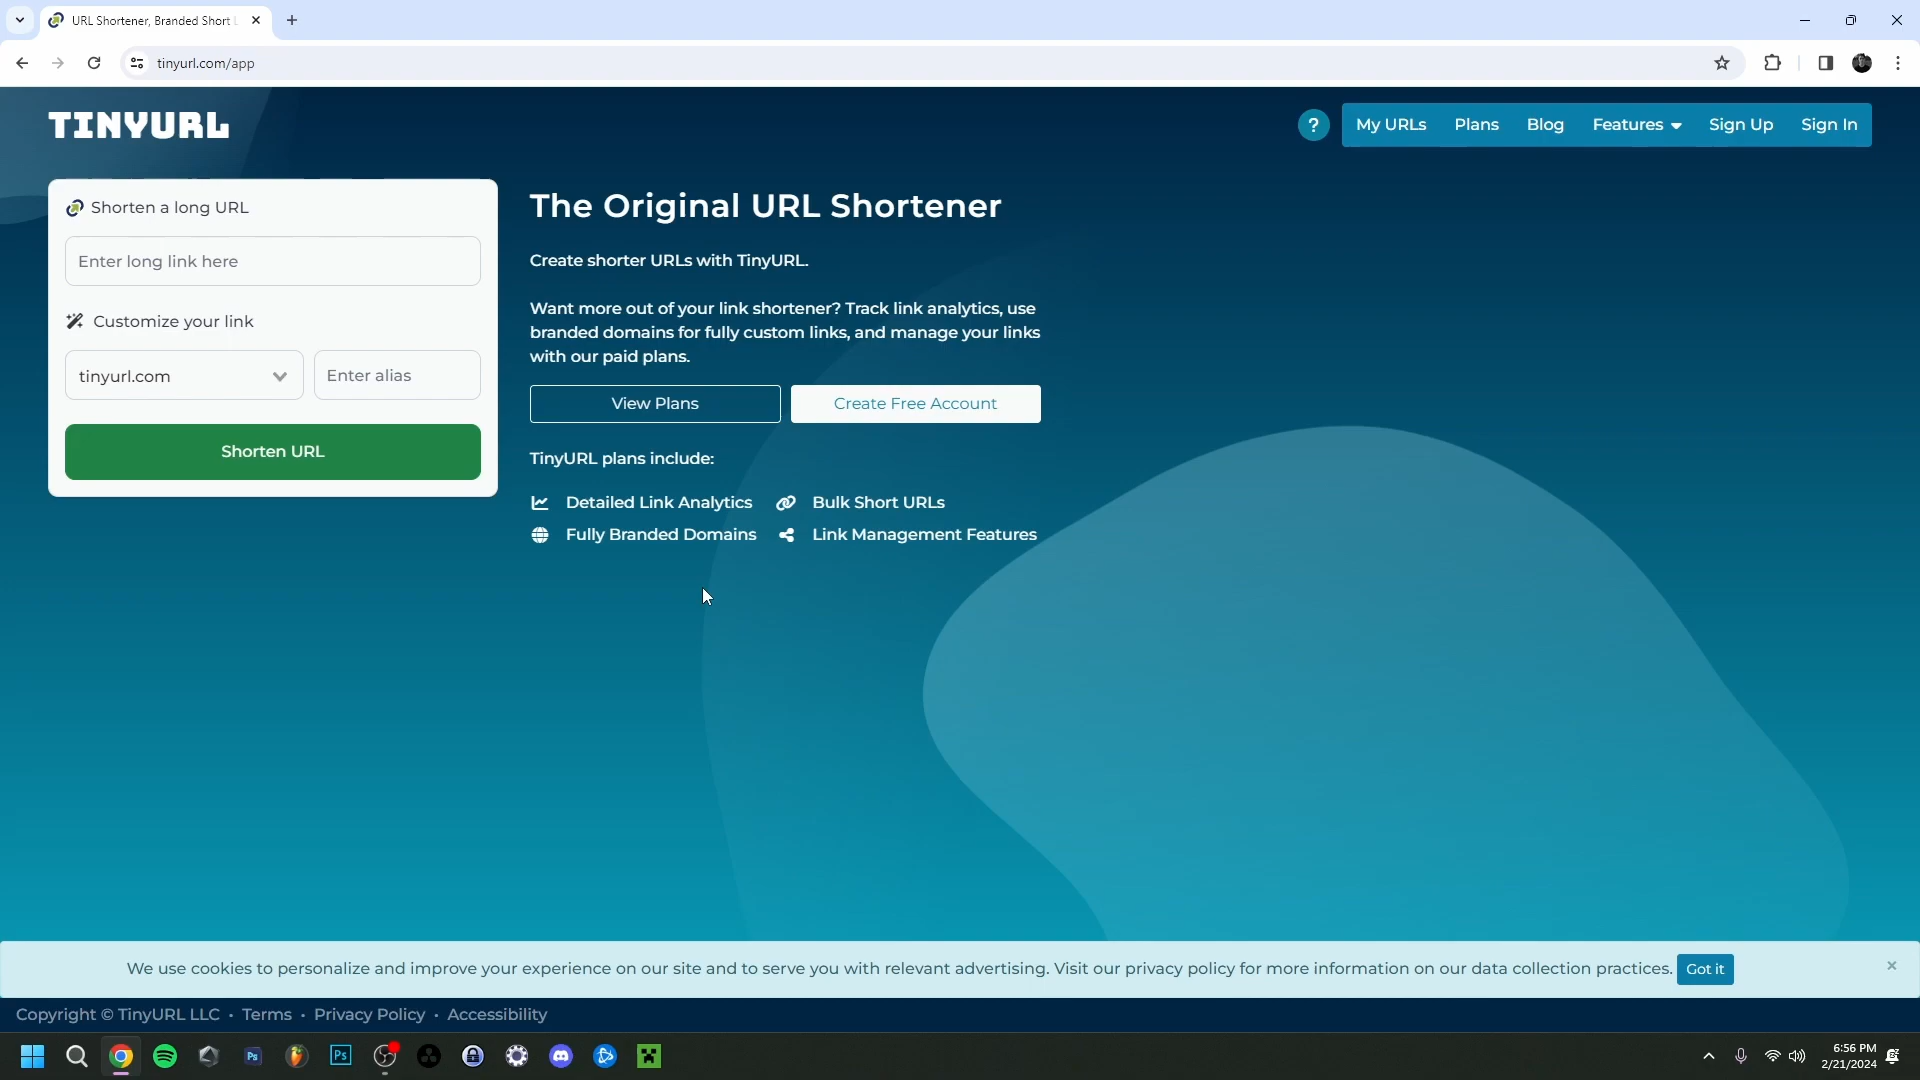 URL Shortener, Branded Short L
tinyurl.com/app
TINYURL
?
My URLs
Plans
Blog
Features
Sign Up
Sign In
Shorten a long URL
Enter long link here
Customize your link
tinyurl.com
Enter alias
Shorten URL
The Original URL Shortener
Create shorter URLs with TinyURL.
Want more out of your link shortener? Track link analytics, use
branded domains for fully custom links, and manage your links
with our paid plans.
View Plans
Create Free Account
TinyURL plans include:
Detailed Link Analytics
Bulk Short URLs
Fully Branded Domains
Link Management Features
We use cookies to personalize and improve your experience on our site and to serve you with relevant advertising. Visit our privacy policy for more information on our data collection practices.
Got it
Copyright © TinyURL LLC • Terms • Privacy Policy • Accessibility
Ps
Ps
6:56 PM
2/21/2024